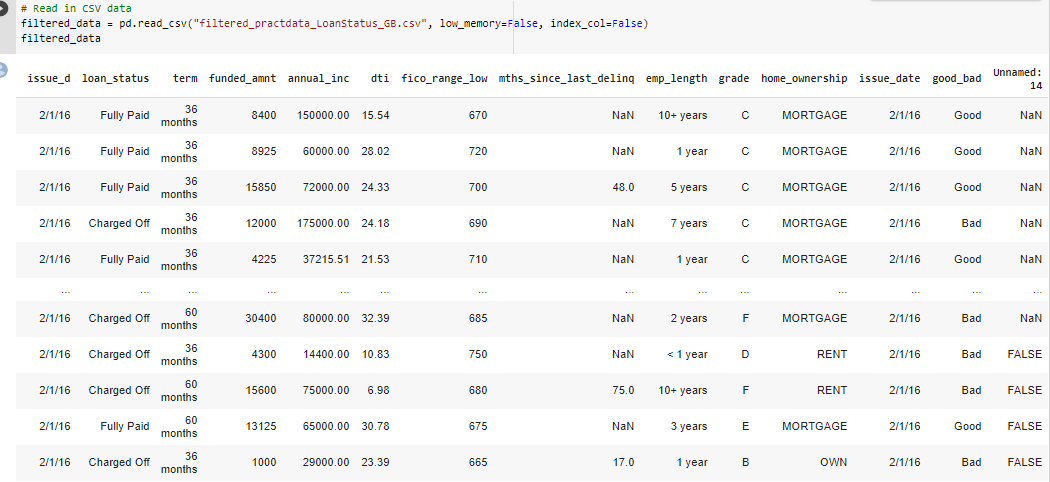 # Read in CSV data
filtered_data = pd.read_csv("filtered_practdata_LoanStatus_GB.csv", low_memory=False, index_col=False)
filtered_data
issue_d loan_status term funded_amnt annual_inc dti fico_range_low mths_since_last_delinq emp_length grade home_ownership issue_date good_bad Unnamed: 14
2/1/16 Fully Paid 36 months 8400 150000.00 15.54 670 NaN 10+ years C MORTGAGE 2/1/16 Good NaN
2/1/16 Fully Paid 36 months 8925 60000.00 28.02 720 NaN 1 year C MORTGAGE 2/1/16 Good NaN
2/1/16 Fully Paid 36 months 15850 72000.00 24.33 700 48.0 5 years C MORTGAGE 2/1/16 Good NaN
2/1/16 Charged Off 36 months 12000 175000.00 24.18 690 NaN 7 years C MORTGAGE 2/1/16 Bad NaN
2/1/16 Fully Paid 36 months 4225 37215.51 21.53 710 NaN 1 year C MORTGAGE 2/1/16 Good NaN
... ... ... ... ... ... ... ... ... ... ... ... ... ...
2/1/16 Charged Off 60 months 30400 80000.00 32.39 685 NaN 2 years F MORTGAGE 2/1/16 Bad NaN
2/1/16 Charged Off 36 months 4300 14400.00 10.83 750 NaN < 1 year D RENT 2/1/16 Bad FALSE
2/1/16 Charged Off 60 months 15600 75000.00 6.98 680 75.0 10+ years F RENT 2/1/16 Bad FALSE
2/1/16 Fully Paid 60 months 13125 65000.00 30.78 675 NaN 3 years E MORTGAGE 2/1/16 Good FALSE
2/1/16 Charged Off 36 months 1000 29000.00 23.39 665 17.0 1 year B OWN 2/1/16 Bad FALSE